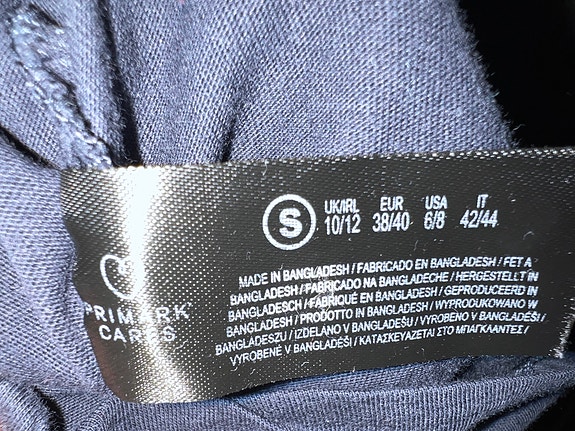 S
UK/IRL EUR USA IT
10/12 38/40 6/8 42/44
PRIMARK
CARES
MADE IN BANGLADESH / FABRICADO EN BANGLADESH / FET A
BANGLADESH / FABRICADO NA BANGLADECHE / HERGESTELLT IN
BANGLADESCH / FABRIQUÉ EN BANGLADESH / GEPRODUCEERD IN
BANGLADESH / PRODOTTO IN BANGLADESH / WYPRODUKOWANO W
BANGLADESZU / IZDELANO V BANGLADEŠU / VYROBENO V BANGLADÉŠI /
VYROBENÉ V BANGLADÉŠI / ΚΑΤΑΣΚΕΥΑΖΕΤΑΙ ΣΤΟ ΜΠΑΓΚΛΑΝΤΕΣ /